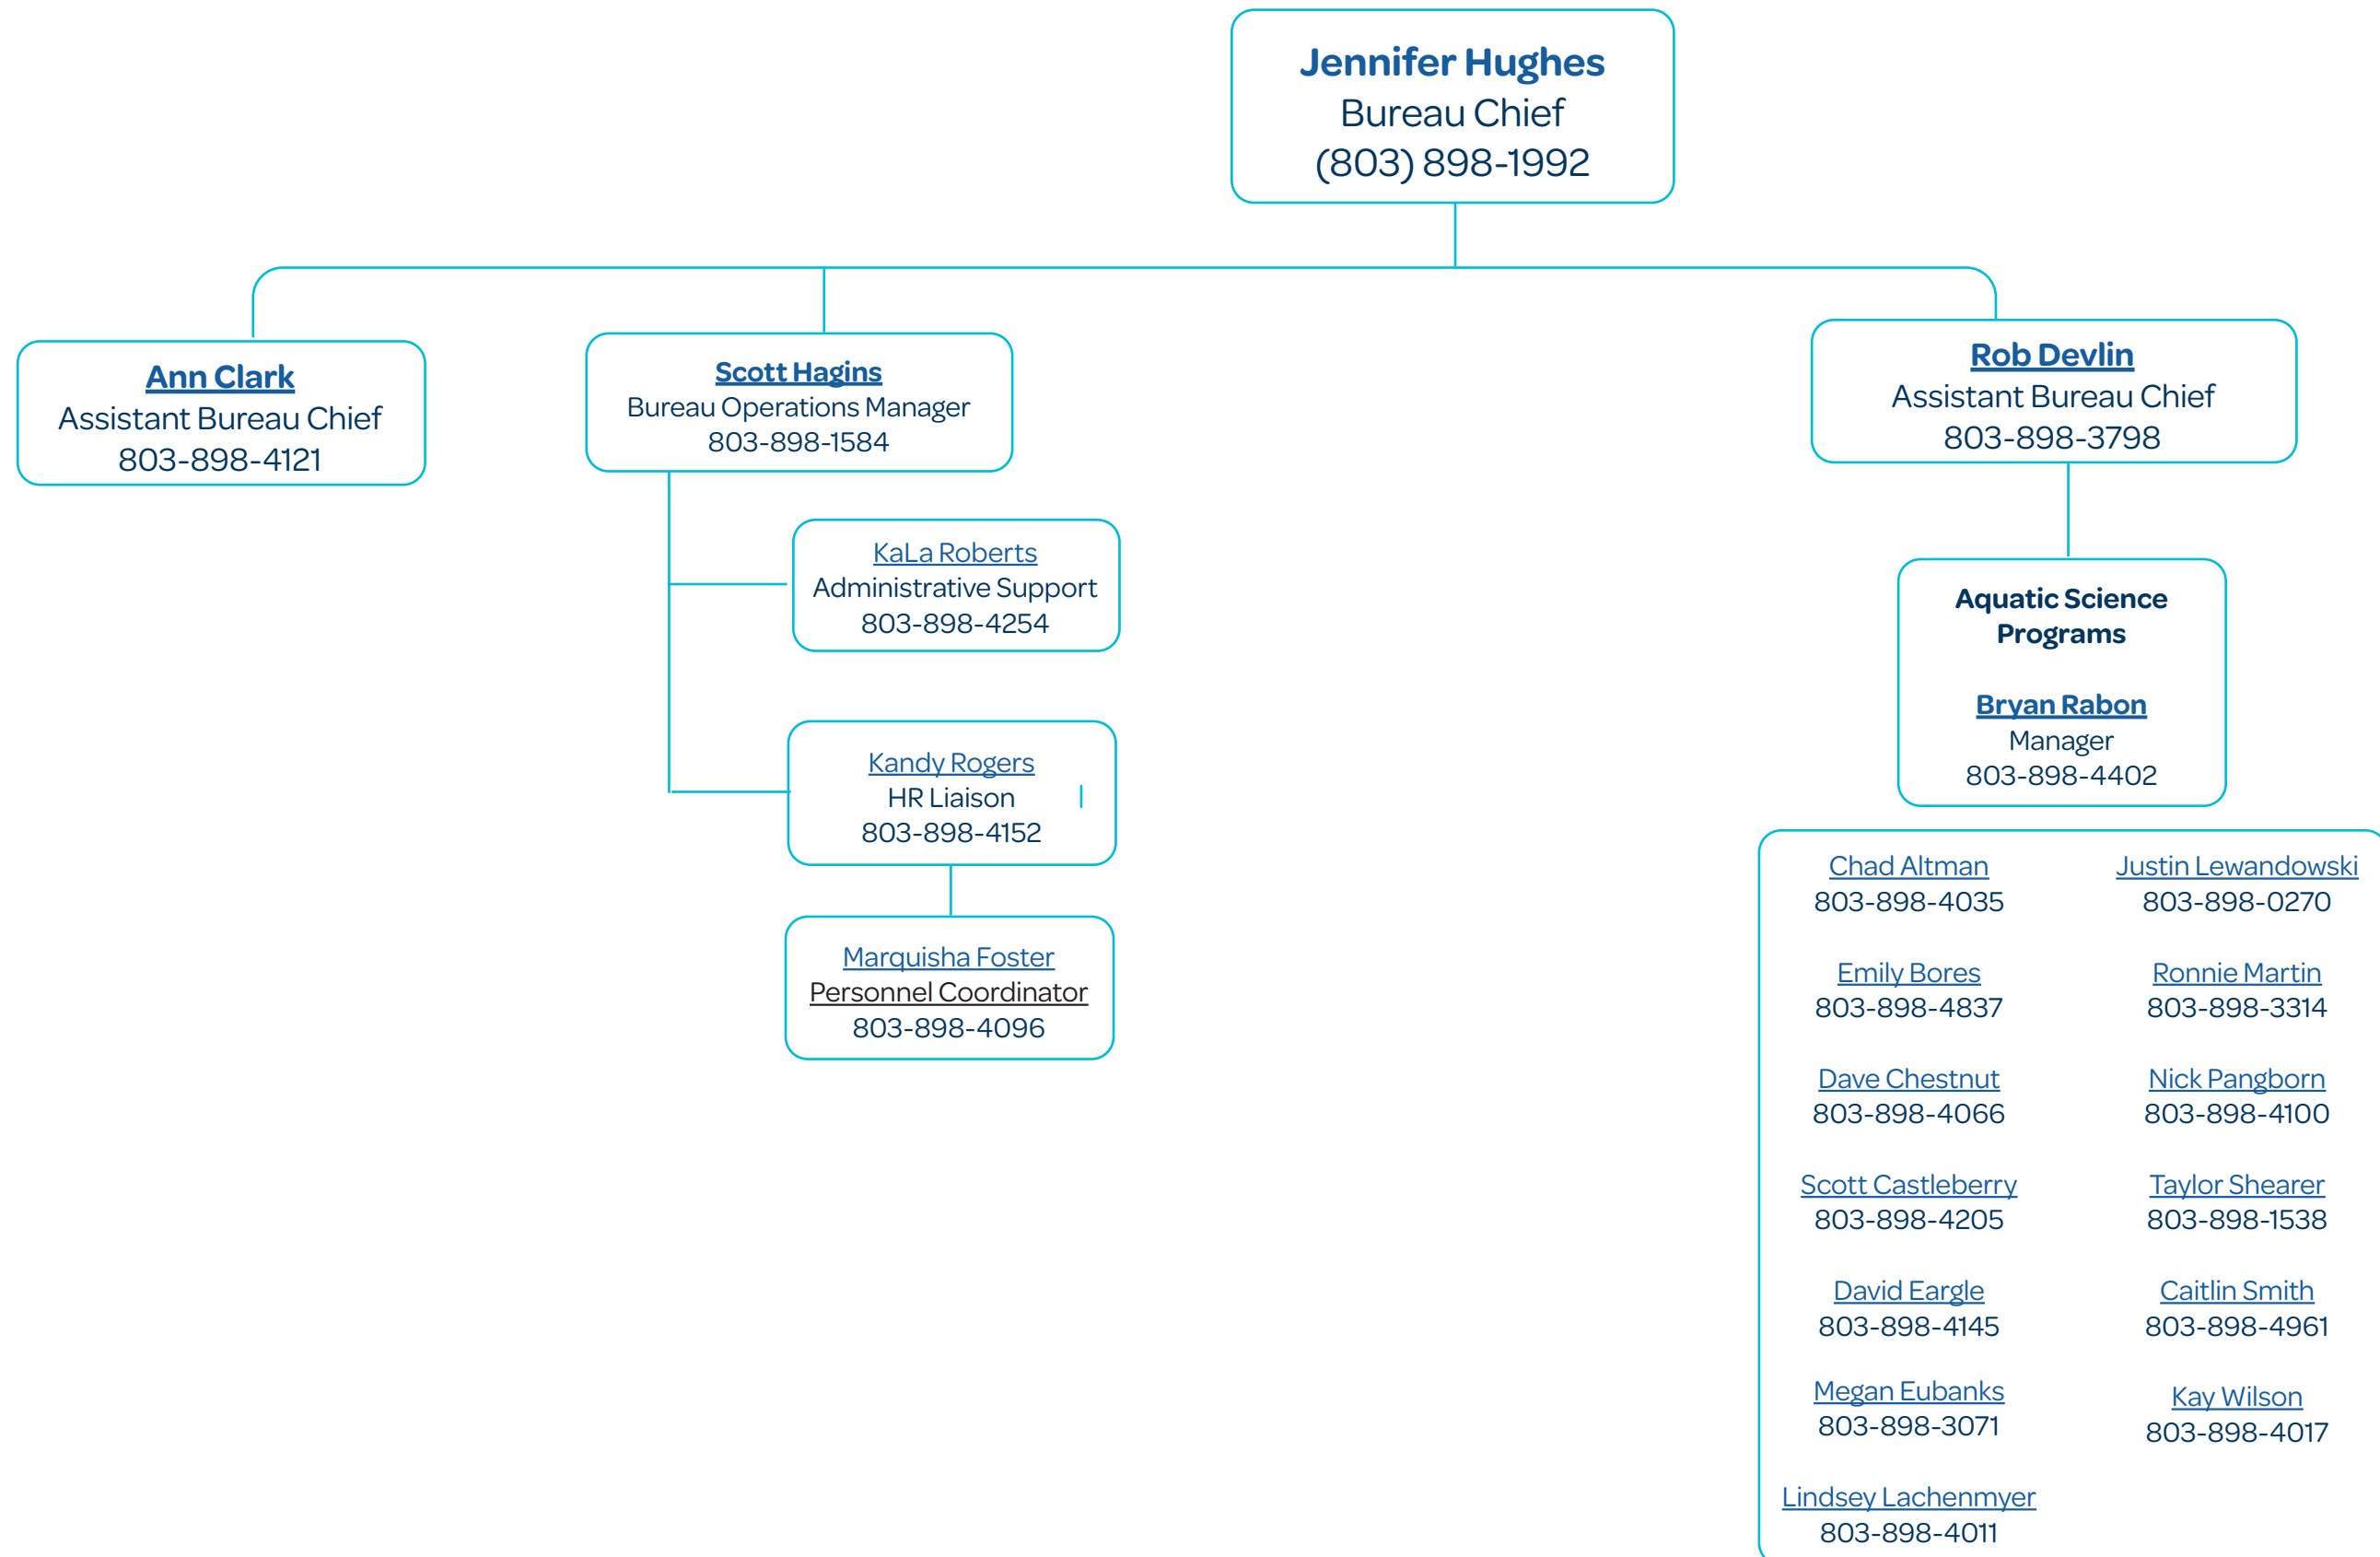 Jennifer Hughes
Bureau Chief
(803) 898-1992
Ann Clark
Assistant Bureau Chief
803-898-4121
Scott Hagins
Bureau Operations Manager
803-898-1584
Rob Devlin
Assistant Bureau Chief
803-898-3798
KaLa Roberts
Administrative Support
803-898-4254
Kandy Rogers
HR Liaison
803-898-4152
Marquisha Foster
Personnel Coordinator
803-898-4096
Aquatic Science
Programs
Bryan Rabon
Manager
803-898-4402
Chad Altman
803-898-4035
Emily Bores
803-898-4837
Dave Chestnut
803-898-4066
Scott Castleberry
803-898-4205
David Eargle
803-898-4145
Megan Eubanks
803-898-3071
Lindsey Lachenmyer
803-898-4011
Justin Lewandowski
803-898-0270
Ronnie Martin
803-898-3314
Nick Pangborn
803-898-4100
Taylor Shearer
803-898-1538
Caitlin Smith
803-898-4961
Kay Wilson
803-898-4017